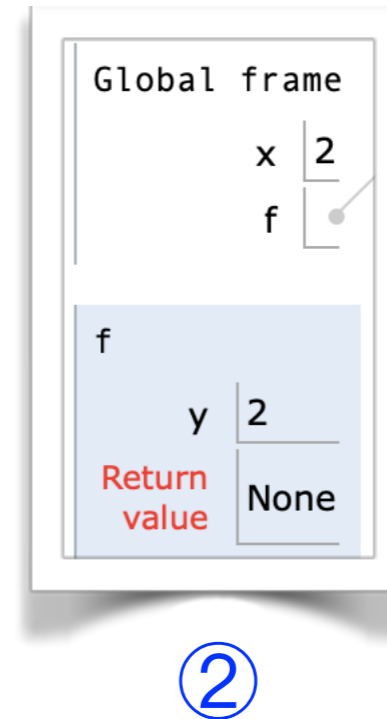 Global frame
x 2
f
f
y 2
Return
value None
②